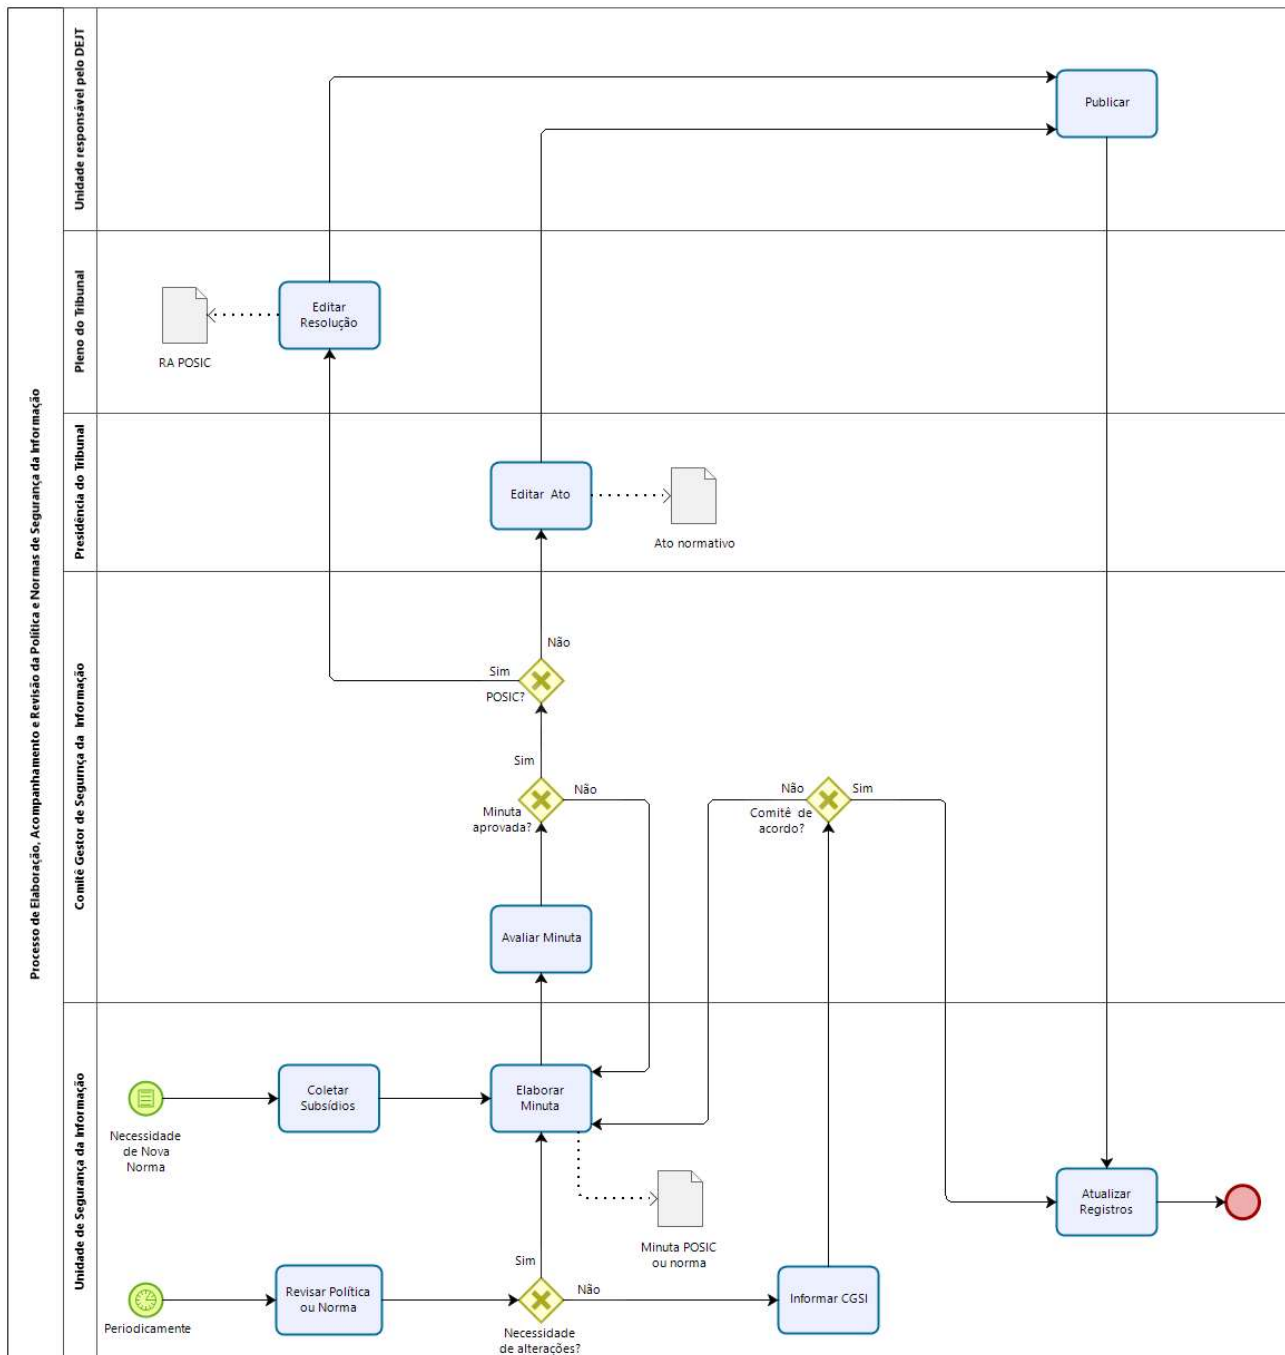 Processo de Elaboração, Acompanhamento e Revisão da Política e Normas de Segurança da Informação
Unidade responsável pelo DEJT
Publicar
Pleno do Tribunal
Editar
Resolução
RA POSIC
Presidência do Tribunal
Editar Ato
Ato normativo
Comitê Gestor de Segurnça da Informação
Não
Sim
POSIC?
Sim
Não
Minuta
aprovada?
Não
Sim
Comitê de
acordo?
Avaliar Minuta
Unidade de Segurança da Informação
Necessidade
de Nova
Norma
Coletar
Subsídios
Elaborar
Minuta
Minuta POSIC
ou norma
Atualizar
Registros
Periodicamente
Revisar Política
ou Norma
Sim
Não
Necessidade
de alterações?
Informar CGSI